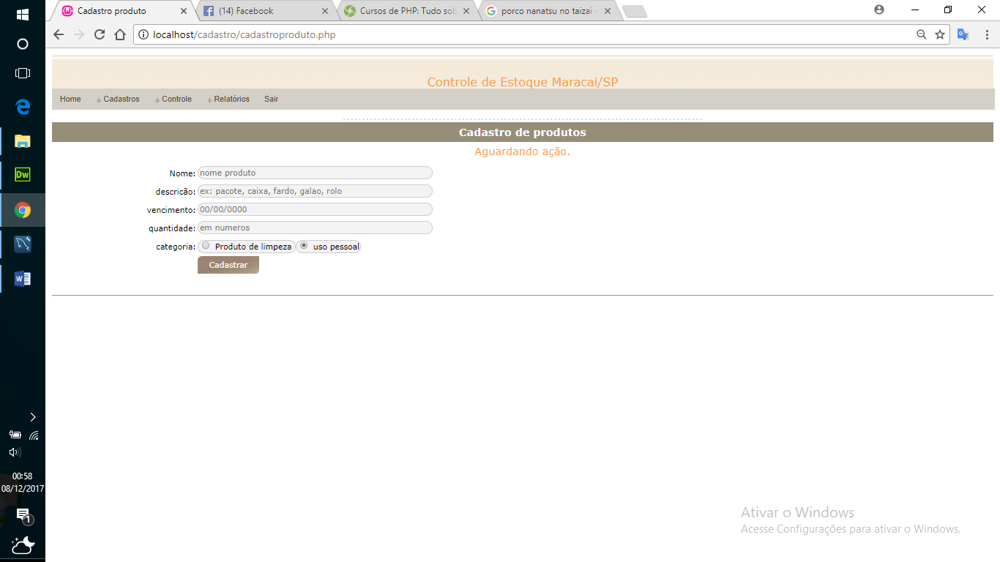 Cadastro produto
(14) Facebook
Cursos de PHP: Tudo sob
porco nanatsu no taizai -
localhost/cadastro/cadastroproduto.php
Controle de Estoque Maracai/SP
Home Cadastros Controle Relatórios Sair
Cadastro de produtos
Aguardando ação.
Nome: nome produto
descricão: ex: pacote, caixa, fardo, galao, rolo
vencimento: 00/00/0000
quantidade: em numeros
categoria: Produto de limpeza uso pessoal
Cadastrar
Dw
W
00:58
08/12/2017
1
Ativar o Windows
Acesse Configurações para ativar o Windows.